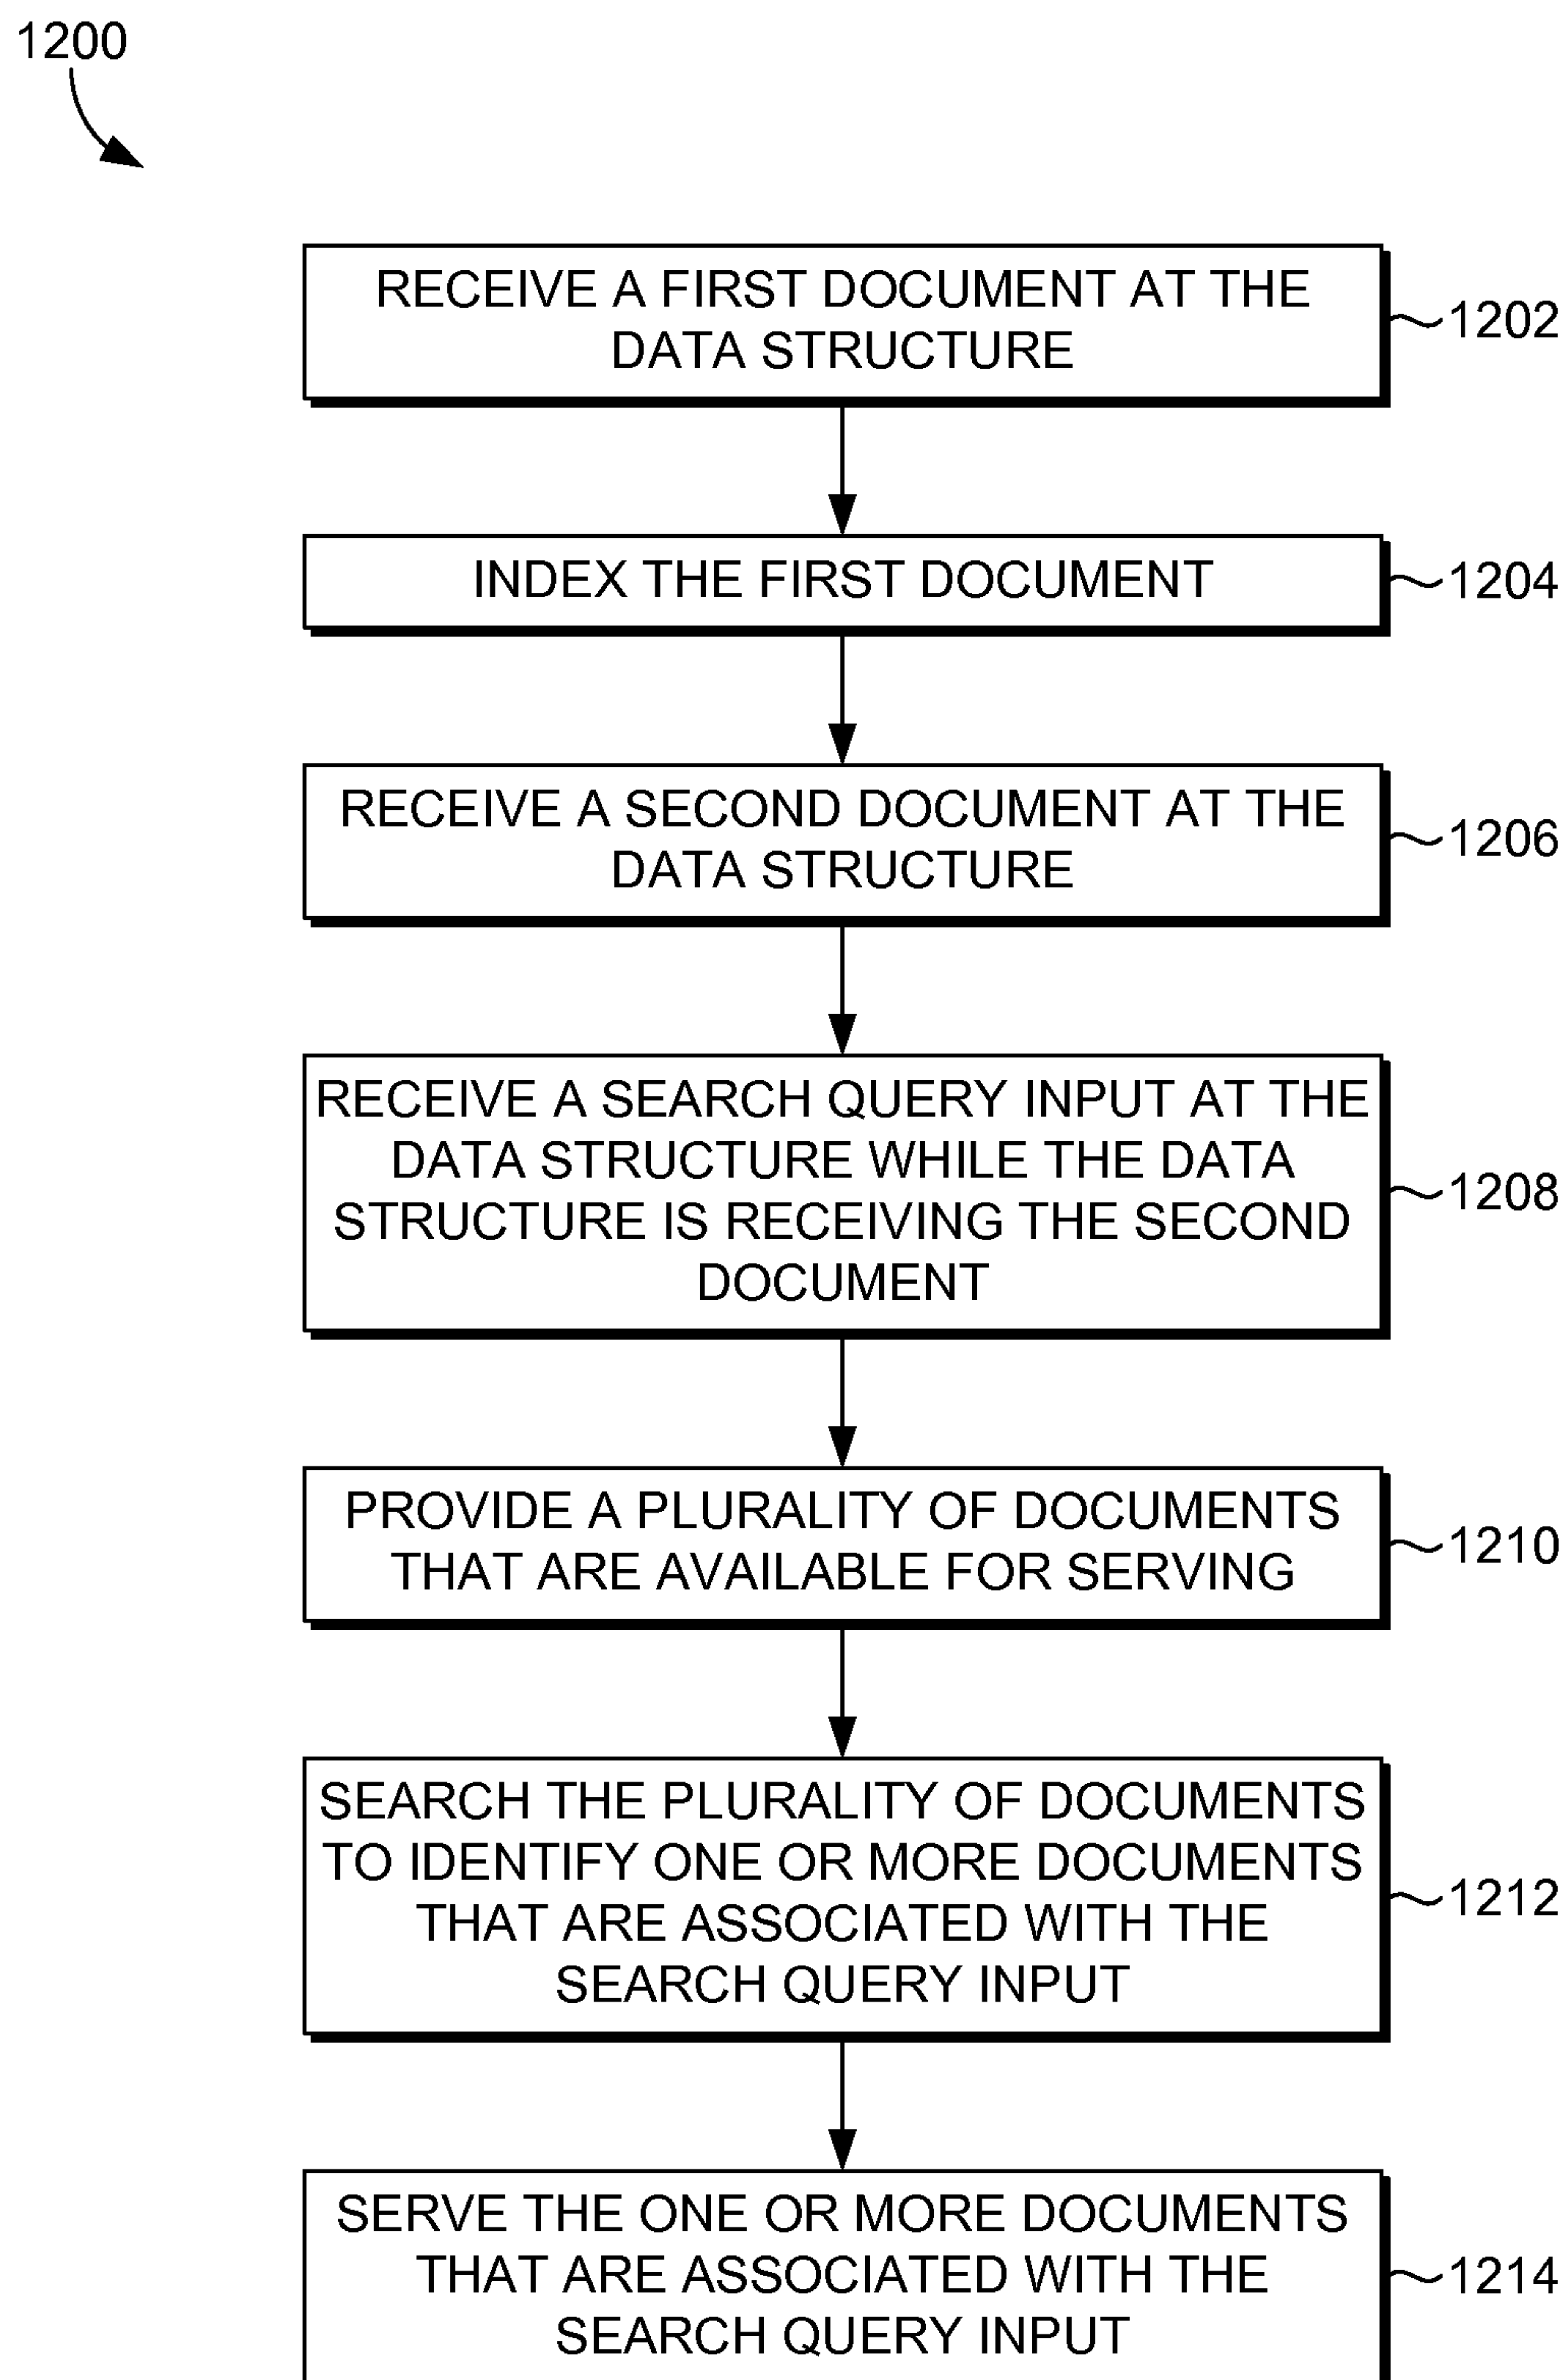 1200
RECEIVE A FIRST DOCUMENT AT THE
DATA STRUCTURE
1202
INDEX THE FIRST DOCUMENT
1204
RECEIVE A SECOND DOCUMENT AT THE
DATA STRUCTURE
1206
RECEIVE A SEARCH QUERY INPUT AT THE
DATA STRUCTURE WHILE THE DATA
STRUCTURE IS RECEIVING THE SECOND
DOCUMENT
1208
PROVIDE A PLURALITY OF DOCUMENTS
THAT ARE AVAILABLE FOR SERVING
1210
SEARCH THE PLURALITY OF DOCUMENTS
TO IDENTIFY ONE OR MORE DOCUMENTS
THAT ARE ASSOCIATED WITH THE
SEARCH QUERY INPUT
1212
SERVE THE ONE OR MORE DOCUMENTS
THAT ARE ASSOCIATED WITH THE
SEARCH QUERY INPUT
1214